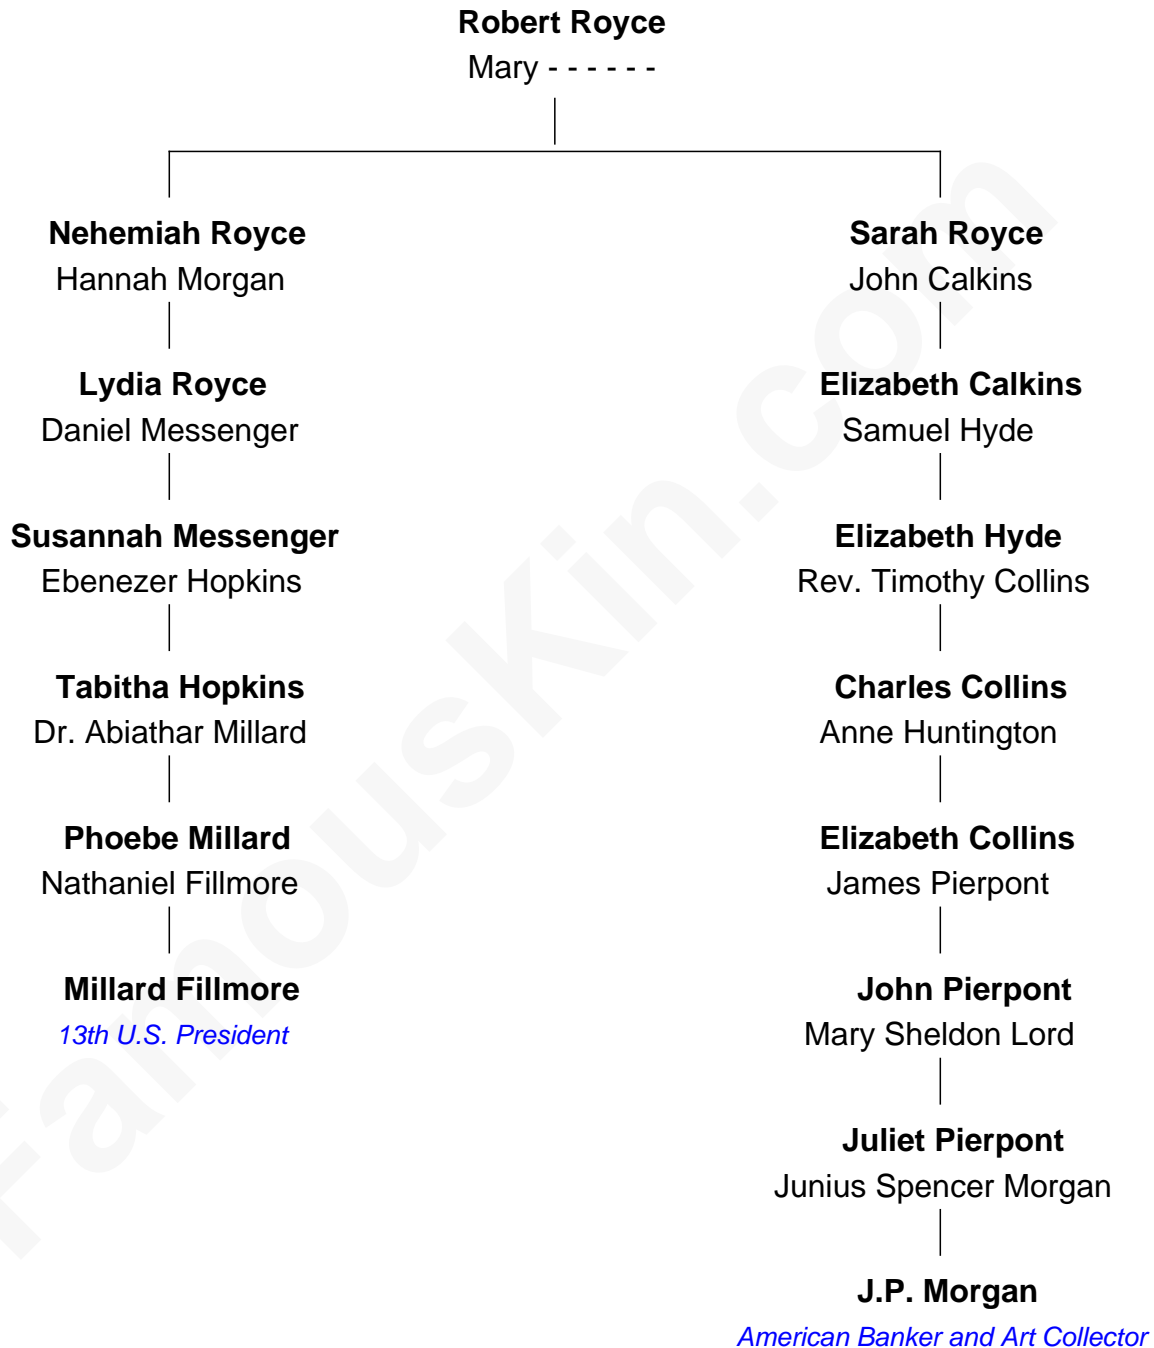 Robert Royce
Mary - - - - - -
Nehemiah Royce
Hannah Morgan
Sarah Royce
John Calkins
Lydia Royce
Daniel Messenger
Elizabeth Calkins
Samuel Hyde
Susannah Messenger
Ebenezer Hopkins
Elizabeth Hyde
Rev. Timothy Collins
Tabitha Hopkins
Dr. Abiathar Millard
Charles Collins
Anne Huntington
Phoebe Millard
Nathaniel Fillmore
Elizabeth Collins
James Pierpont
Millard Fillmore
13th U.S. President
John Pierpont
Mary Sheldon Lord
Juliet Pierpont
Junius Spencer Morgan
J.P. Morgan
American Banker and Art Collector
FamousKin.com